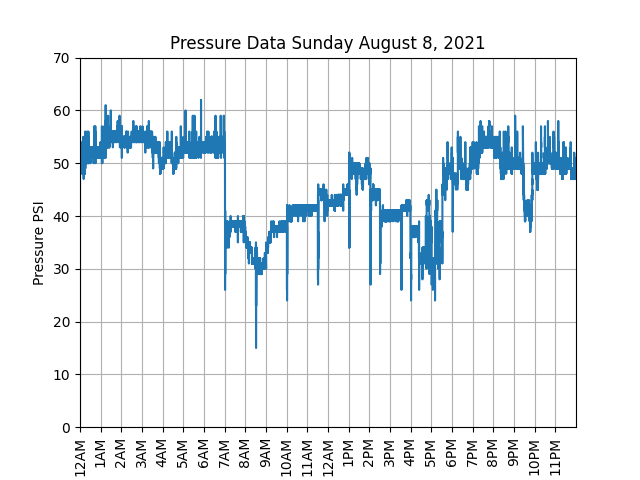 Pressure Data Sunday August 8, 2021
70
60
50
40
30
20
10
0
Pressure PSI
12AM
1AM
2AM
3AM
4AM
5AM
6AM
7AM
8AM
9AM
10AM
11AM
12AM
1PM
2PM
3PM
4PM
5PM
6PM
7PM
8PM
9PM
10PM
11PM